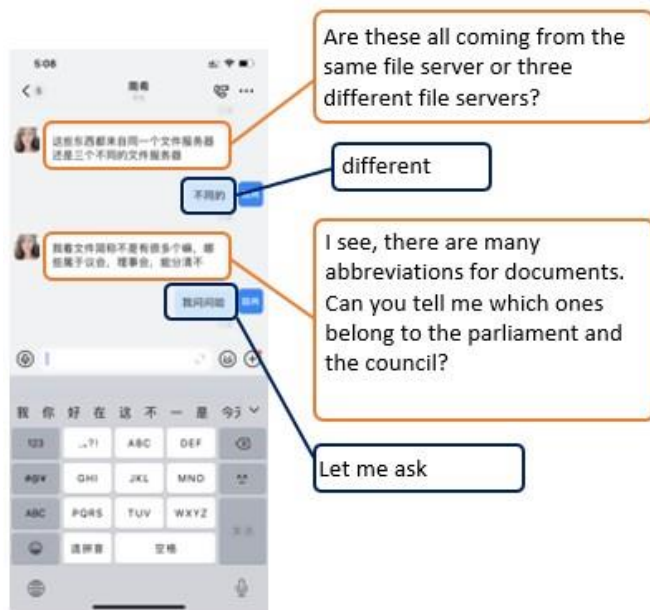 5:08
Are these all coming from the
same file server or three
different file servers?
这些东西都来自同一个文件服务器
还是三个不同的文件服务器
different
不同的
I see, there are many
abbreviations for documents.
Can you tell me which ones
belong to the parliament and
the council?
我看文件简称不是有很多个嘛,哪
些属于议会,理事会,能分清不
我问问哈
Let me ask
我 你 好 在 这 不 一 是 今天
123
ABC
DEF
#@¥
GHI
JKL
MNO
ABC
PQRS
TUV
WXYZ
选拼音
空格